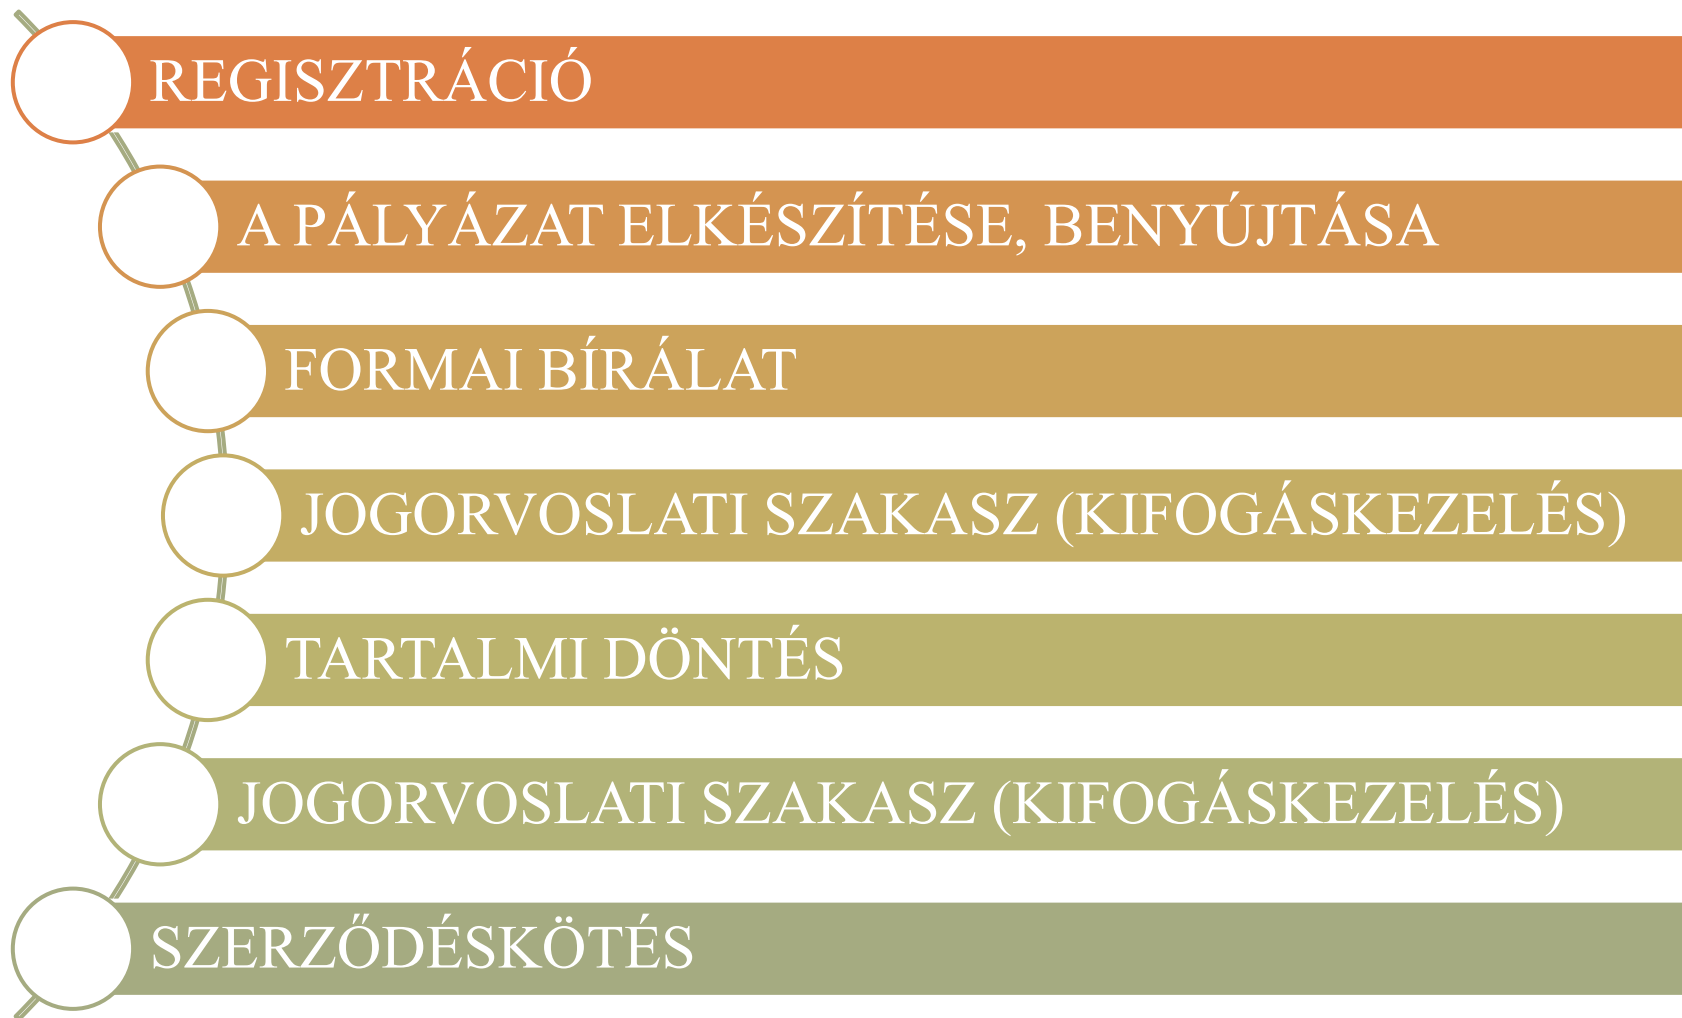 REGISZTRÁCIÓ
A PÁLYÁZAT ELKÉSZÍTÉSE, BENYÚJTÁSA
FORMAI BÍRÁLAT
JOGORVOSLATI SZAKASZ (KIFOGÁSKEZELÉS)
TARTALMI DÖNTÉS
JOGORVOSLATI SZAKASZ (KIFOGÁSKEZELÉS)
SZERZŐDÉSKÖTÉS